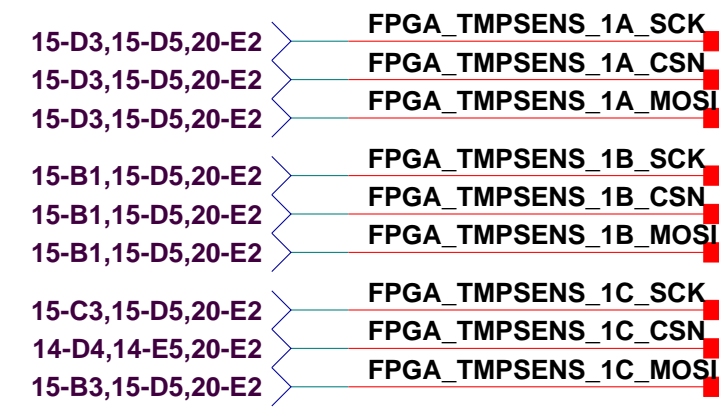 15-D3,15-D5,20-E2 FPGA_TMPSENS_1A_SCK
15-D3,15-D5,20-E2 FPGA_TMPSENS_1A_CSN
15-D3,15-D5,20-E2 FPGA_TMPSENS_1A_MOSI
15-B1,15-D5,20-E2 FPGA_TMPSENS_1B_SCK
15-B1,15-D5,20-E2 FPGA_TMPSENS_1B_CSN
15-B1,15-D5,20-E2 FPGA_TMPSENS_1B_MOSI
15-C3,15-D5,20-E2 FPGA_TMPSENS_1C_SCK
14-D4,14-E5,20-E2 FPGA_TMPSENS_1C_CSN
15-B3,15-D5,20-E2 FPGA_TMPSENS_1C_MOSI